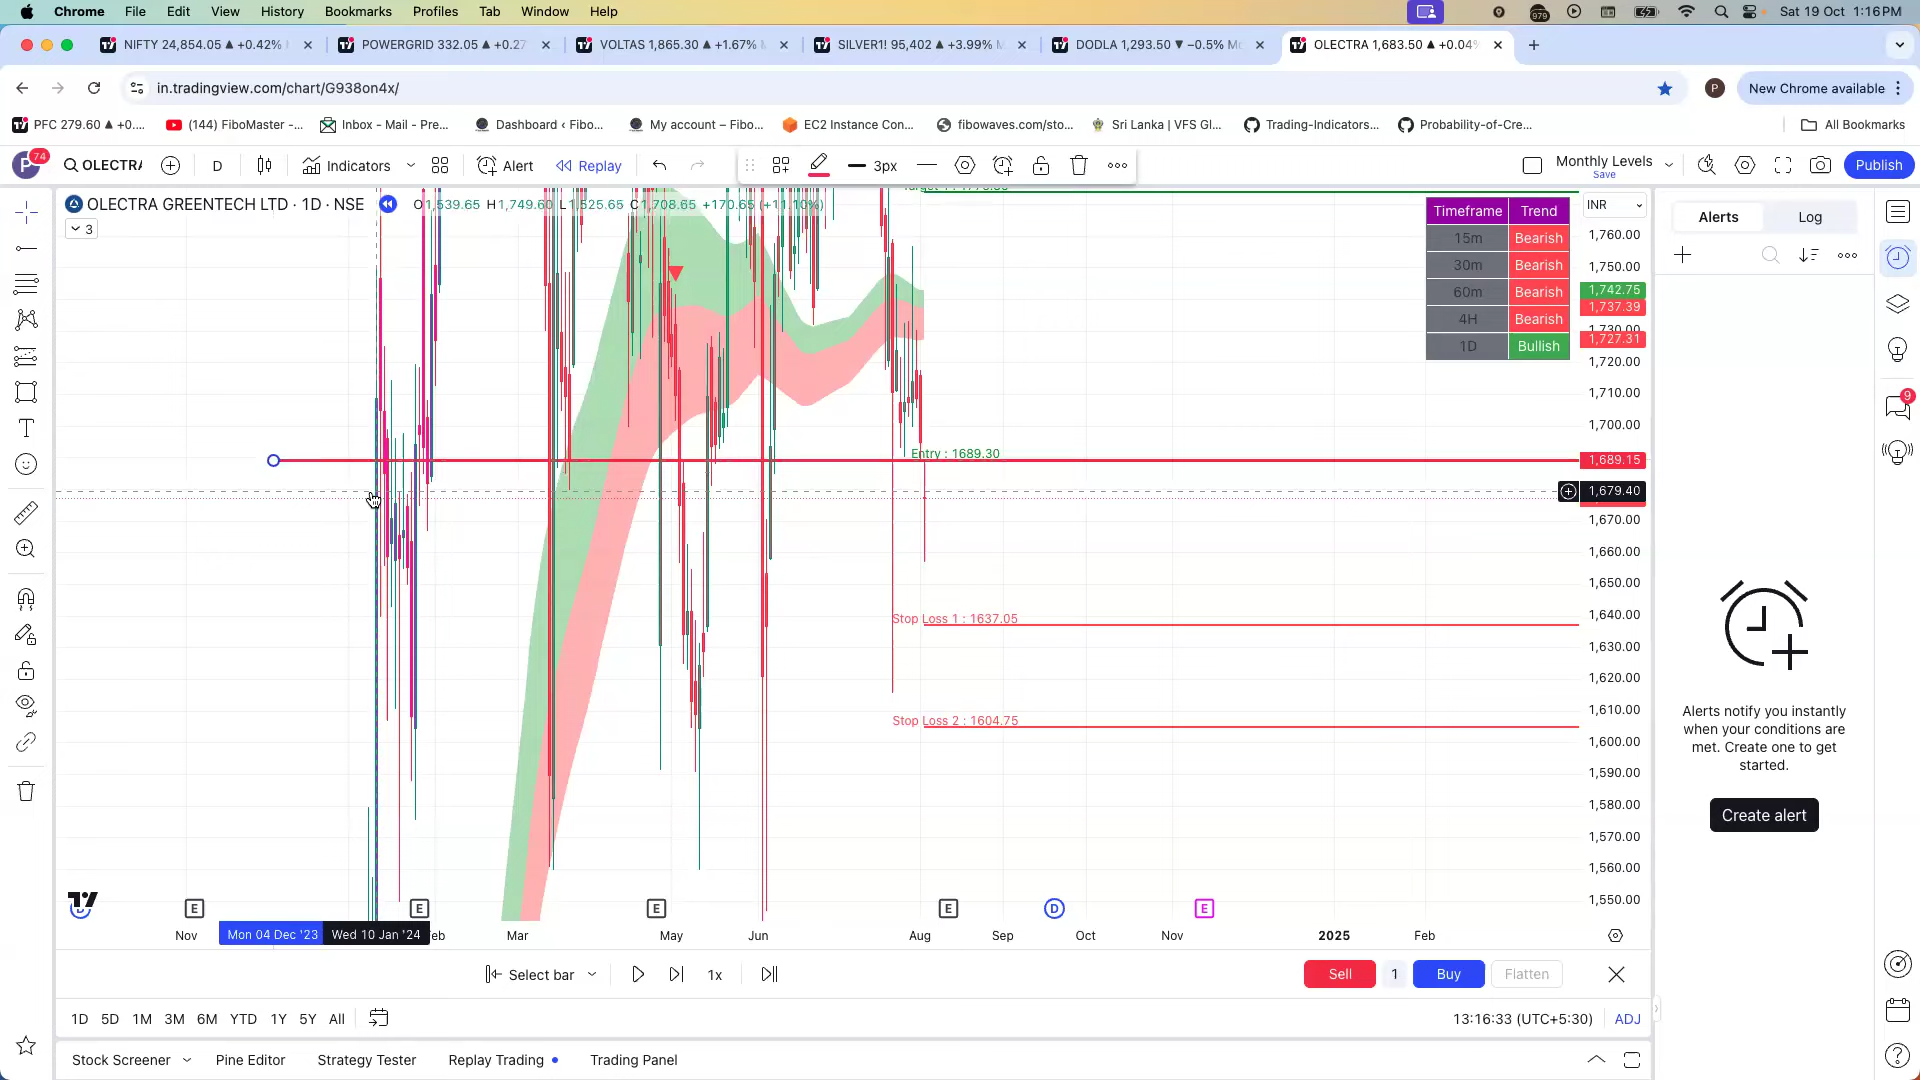 Chrome File Edit View History Bookmarks Profiles Tab Window Help 979 Sat 19 Oct 1:16 PM
NIFTY 24,854.05 ▲ +0.42% POWERGRID 332.05 ▲ +0.27 VOLTAS 1,865.30 ▲ +1.67% SILVER1! 95,402 ▲ +3.99% M DODLA 1,293.50 ▼ −0.5% Mo OLECTRA 1,683.50 ▲ +0.04%
in.tradingview.com/chart/G938on4x/ P New Chrome available
PFC 279.60 ▲ +0.... (144) FiboMaster -... Inbox - Mail - Pre... Dashboard ‹ Fibo... My account – Fibo... EC2 Instance Con... fibowaves.com/sto... Sri Lanka | VFS Gl... Trading-Indicators... Probability-of-Cre... All Bookmarks
P 74 OLECTRA D Indicators Alert Replay 3px Monthly Levels Save Publish
OLECTRA GREENTECH LTD · 1D · NSE O1,539.65 H1,749.60 L1,525.65 C1,708.65 +170.65 (+11.10%)
3
INR
Timeframe Trend
15m Bearish
30m Bearish
60m Bearish
4H Bearish
1D Bullish
1,760.00
1,750.00
1,742.75
1,737.39
1,730.00
1,727.31
1,720.00
1,710.00
1,700.00
Entry : 1689.30
1,689.15
1,679.40
1,670.00
1,660.00
1,650.00
1,640.00
Stop Loss 1 : 1637.05
1,630.00
1,620.00
1,610.00
Stop Loss 2 : 1604.75
1,600.00
1,590.00
1,580.00
1,570.00
1,560.00
1,550.00
Alerts Log
9
Alerts notify you instantly
when your conditions are
met. Create one to get
started.
Create alert
E E E E D E
Nov Mon 04 Dec '23 Wed 10 Jan '24 eb Mar May Jun Aug Sep Oct Nov 2025 Feb
Select bar 1x Sell 1 Buy Flatten
1D 5D 1M 3M 6M YTD 1Y 5Y All 13:16:33 (UTC+5:30) ADJ
Stock Screener Pine Editor Strategy Tester Replay Trading Trading Panel